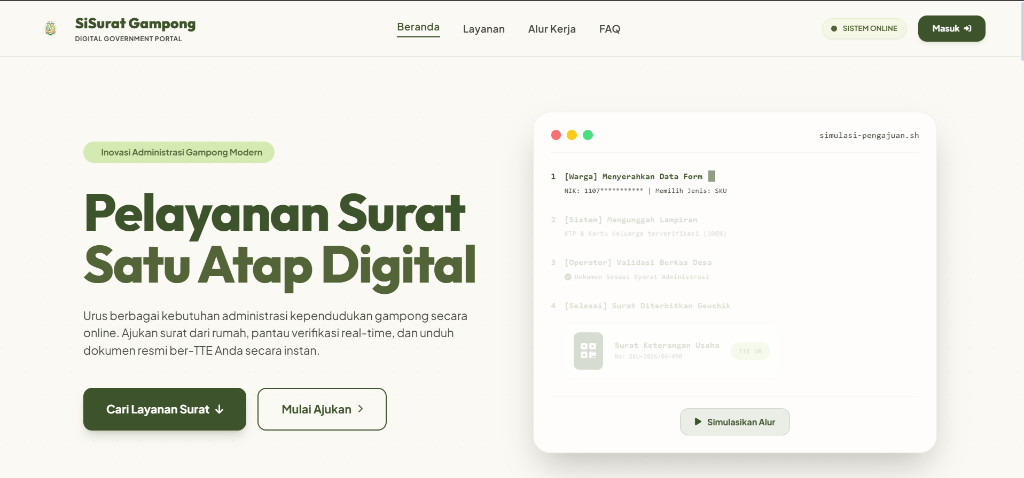 SiSurat Gampong
DIGITAL GOVERNMENT PORTAL
Beranda
Layanan
Alur Kerja
FAQ
SISTEM ONLINE
Masuk
Inovasi Administrasi Gampong Modern
Pelayanan Surat
Satu Atap Digital
Urus berbagai kebutuhan administrasi kependudukan gampong secara
online. Ajukan surat dari rumah, pantau verifikasi real-time, dan unduh
dokumen resmi ber-TTE Anda secara instan.
Cari Layanan Surat
Mulai Ajukan
simulasi-pengajuan.sh
1 [Warga] Menyerahkan Data Form
NIK: 1107*********** | Memilih Jenis: SKU
2 [Sistem] Mengunggah Lampiran
KTP & Kartu Keluarga terverifikasi (100%)
3 [Operator] Validasi Berkas Desa
Dokumen Sesuai Syarat Administrasi
4 [Selesai] Surat Diterbitkan Geuchik
Surat Keterangan Usaha
No: SKU-2026/04-098
TTE OK
Simulasikan Alur